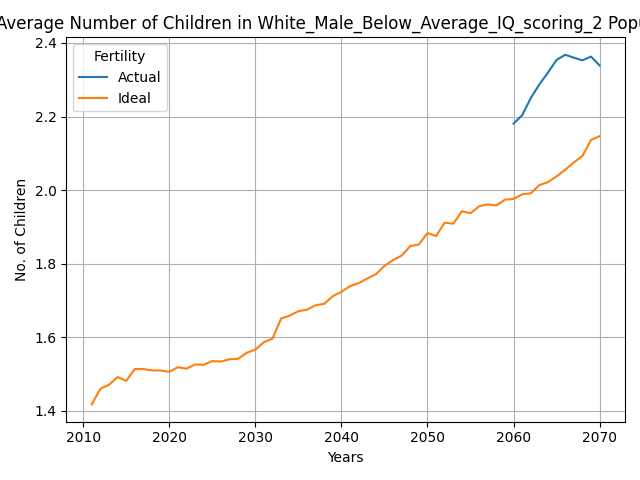 Average Number of Children in White_Male_Below_Average_IQ_scoring_2 Popu
Fertility
Actual
Ideal
No. of Children
2.4
2.2
2.0
1.8
1.6
1.4
2010 2020 2030 2040 2050 2060 2070
Years